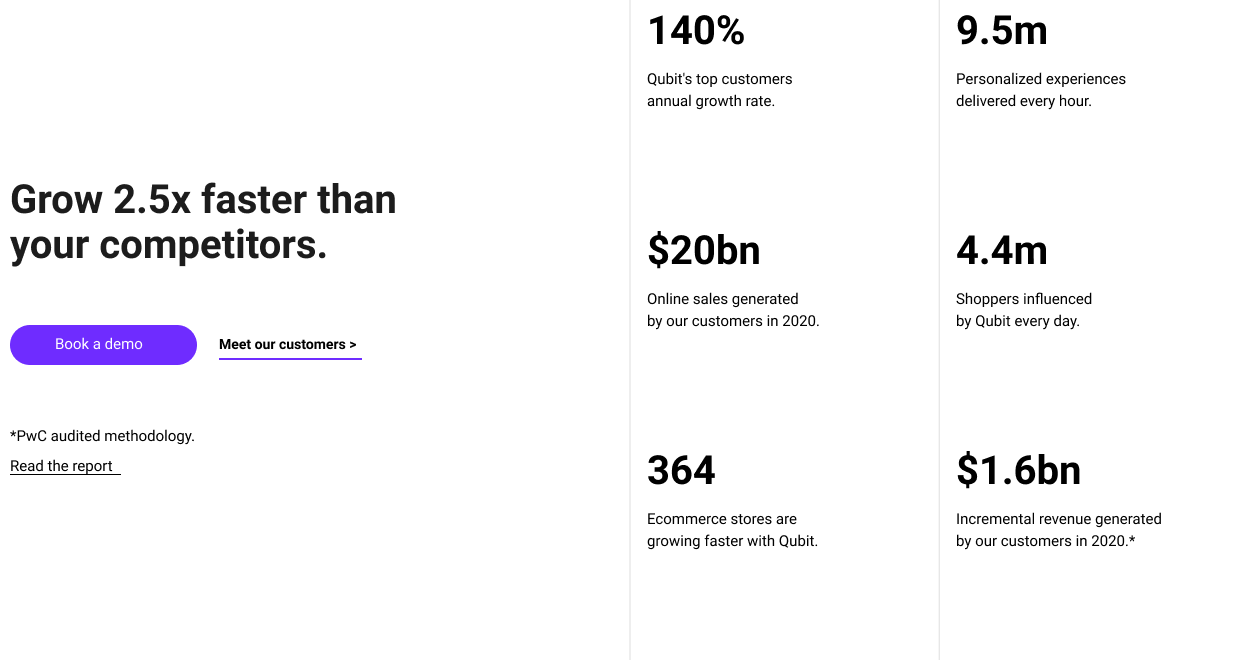 Grow 2.5x faster than
your competitors.
Book a demo
Meet our customers >
*PwC audited methodology.
Read the report
140%
Qubit's top customers
annual growth rate.
9.5m
Personalized experiences
delivered every hour.
$20bn
Online sales generated
by our customers in 2020.
4.4m
Shoppers influenced
by Qubit every day.
364
Ecommerce stores are
growing faster with Qubit.
$1.6bn
Incremental revenue generated
by our customers in 2020.*